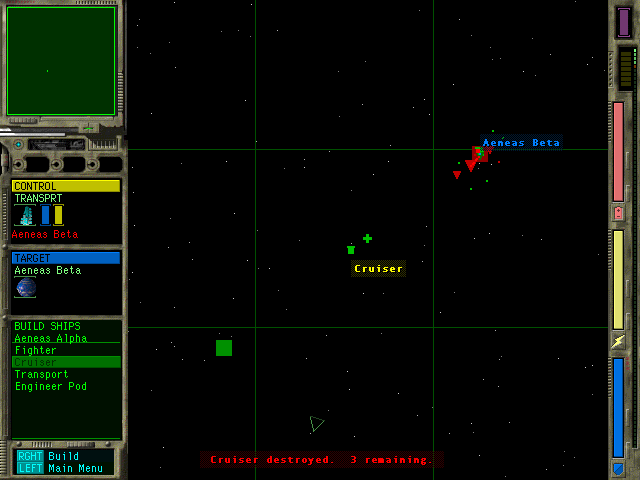 CONTROL
TRANSPRT
Aeneas Beta
TARGET
Aeneas Beta
BUILD SHIPS
Aeneas Alpha
Fighter
Cruiser
Transport
Engineer Pod
RGHT Build
LEFT Main Menu
Aeneas Beta
Cruiser
Cruiser destroyed. 3 remaining.